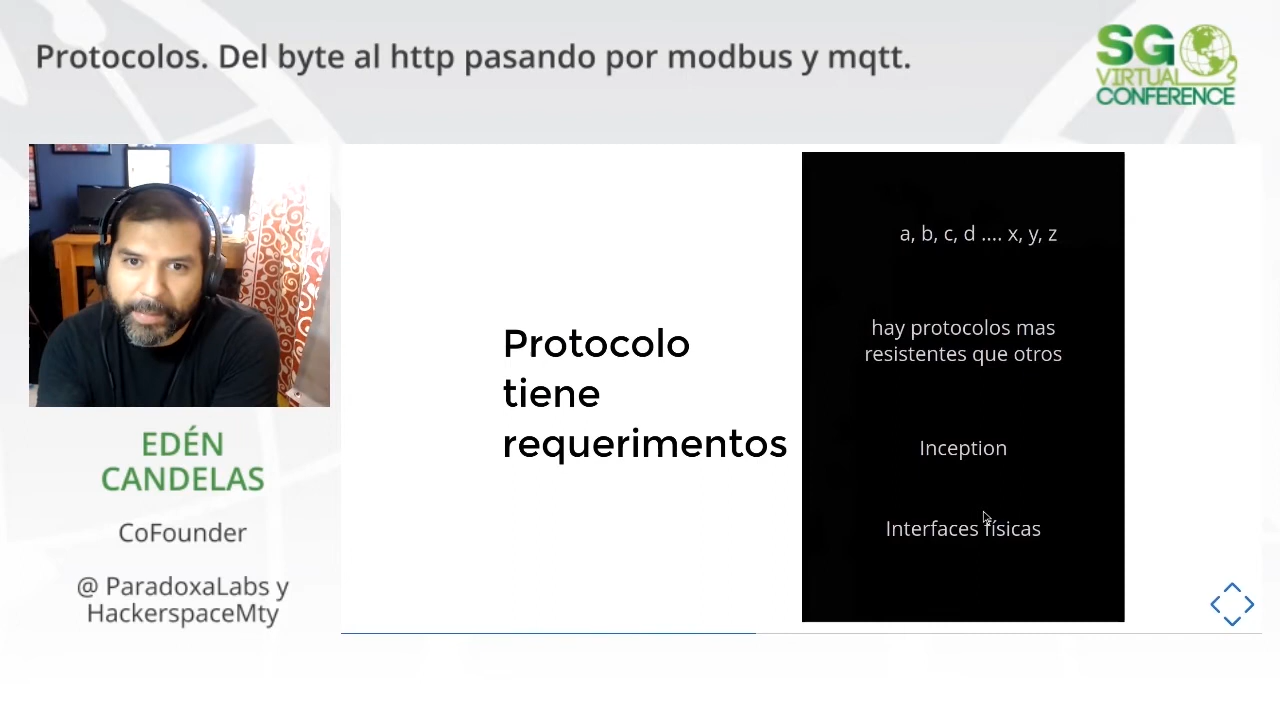 Protocolos. Del byte al http pasando por modbus y mqtt.
SG
VIRTUAL
CONFERENCE
EDÉN
CANDELAS
CoFounder
@ ParadoxaLabs y
HackerspaceMty
Protocolo
tiene
requerimentos
a, b, c, d .... x, y, z
hay protocolos mas
resistentes que otros
Inception
Interfaces físicas